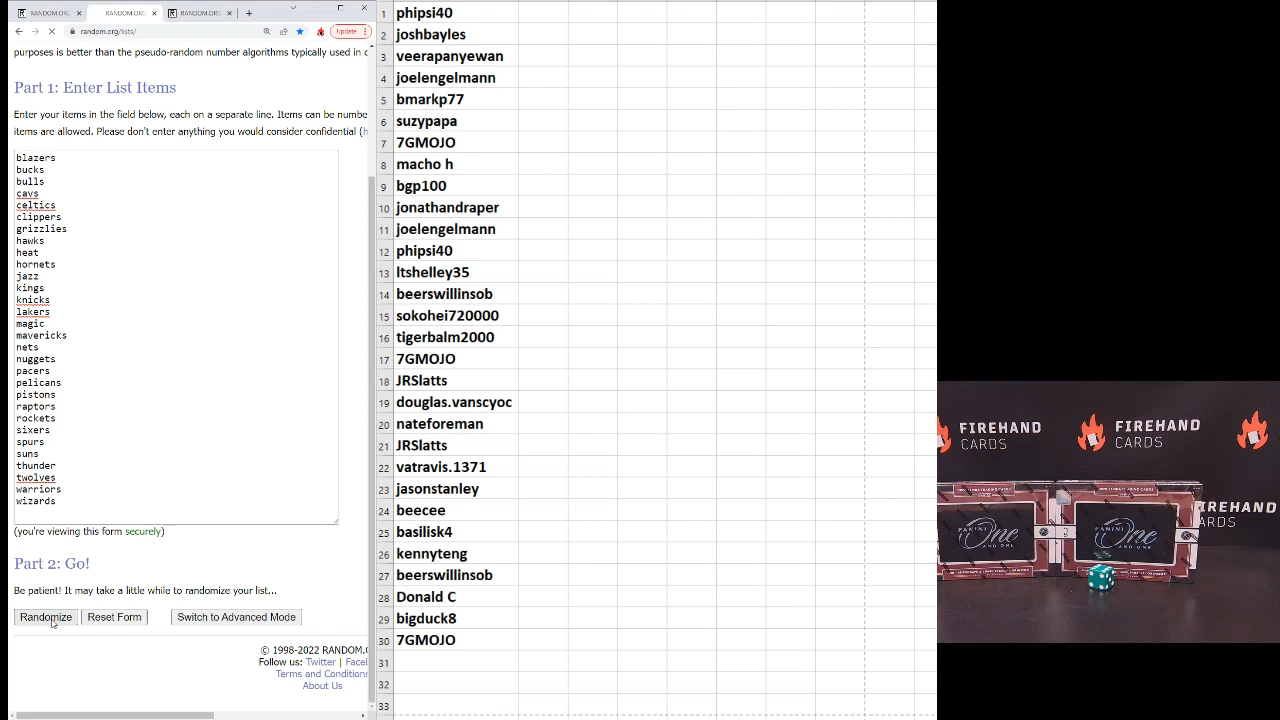 RANDOM.ORG
RANDOM.ORG
RANDOM.ORG
random.org/lists/
Update
purposes is better than the pseudo-random number algorithms typically used in c
Part 1: Enter List Items
Enter your items in the field below, each on a separate line. Items can be numbe
items are allowed. Please don't enter anything you would consider confidential (h
blazers
bucks
bulls
cavs
celtics
clippers
grizzlies
hawks
heat
hornets
jazz
kings
knicks
lakers
magic
mavericks
nets
nuggets
pacers
pelicans
pistons
raptors
rockets
sixers
spurs
suns
thunder
twolves
warriors
wizards
(you're viewing this form securely)
Part 2: Go!
Be patient! It may take a little while to randomize your list...
Randomize Reset Form Switch to Advanced Mode
© 1998-2022 RANDOM.O
Follow us: Twitter | Facel
Terms and Conditions
About Us
1 phipsi40
2 joshbayles
3 veerapanyewan
4 joelengelmann
5 bmarkp77
6 suzypapa
7 7GMOJO
8 macho h
9 bgp100
10 jonathandraper
11 joelengelmann
12 phipsi40
13 ltshelley35
14 beerswillinsob
15 sokohei720000
16 tigerbalm2000
17 7GMOJO
18 JRSlatts
19 douglas.vanscyoc
20 nateforeman
21 JRSlatts
22 vatravis.1371
23 jasonstanley
24 beecee
25 basilisk4
26 kennyteng
27 beerswillinsob
28 Donald C
29 bigduck8
30 7GMOJO
31
32
33
FIREHAND
CARDS
FIREHAND
CARDS
IREHAND
CARDS
PANINI
One
AND ONE
PANINI
One
AND ONE